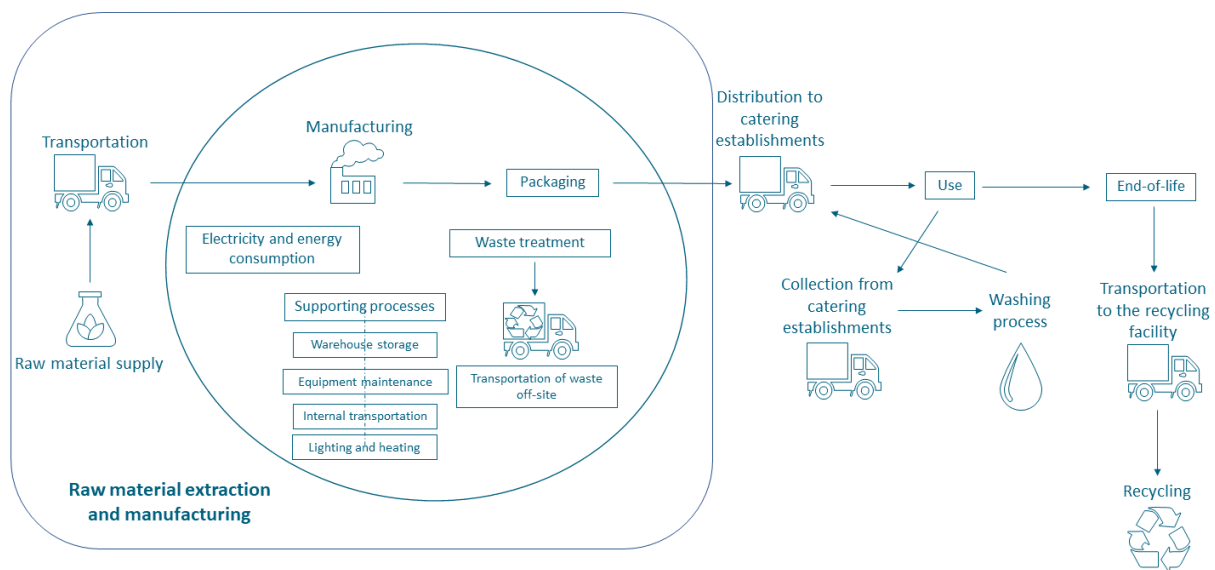 Transportation
Manufacturing
Packaging
Electricity and energy
consumption
Waste treatment
Supporting processes
Warehouse storage
Equipment maintenance
Internal transportation
Lighting and heating
Transportation of waste
off-site
Raw material supply
Raw material extraction
and manufacturing
Distribution to
catering
establishments
Use
End-of-life
Collection from
catering
establishments
Washing
process
Transportation
to the recycling
facility
Recycling